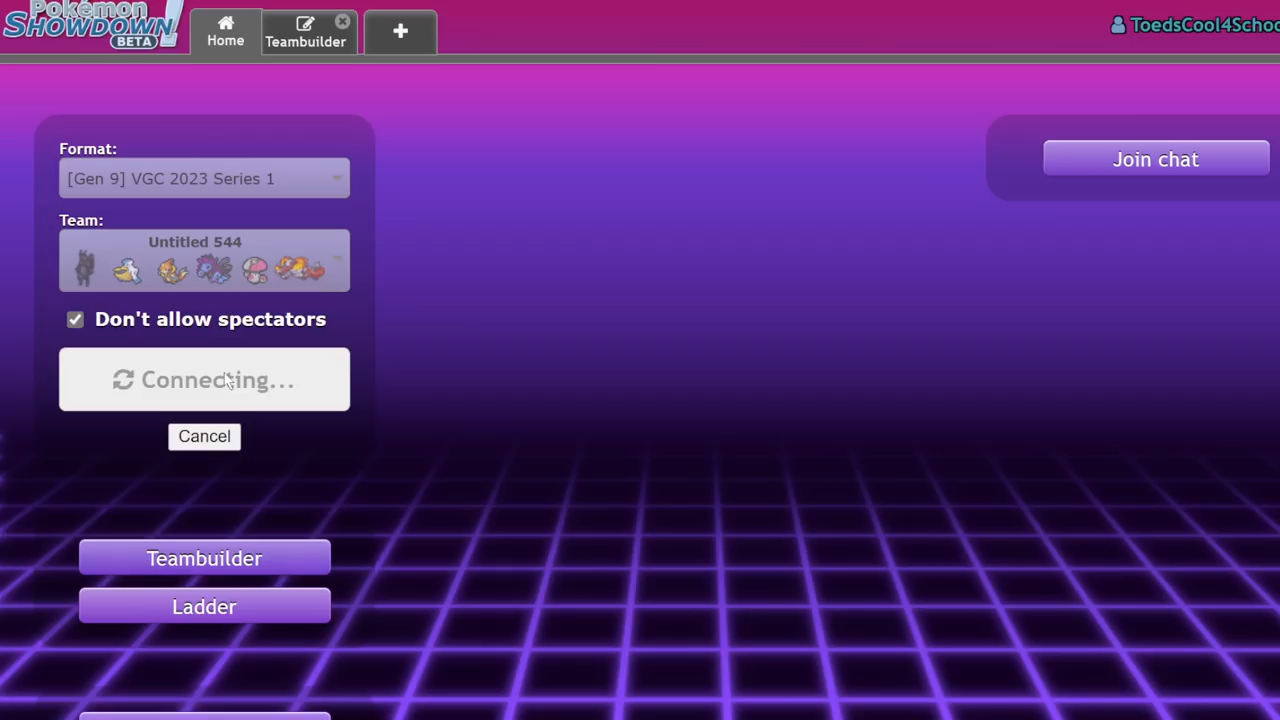 Pokémon
SHOWDOWN!
BETA
Home
Teambuilder
ToedsCool4Schoo
Format:
[Gen 9] VGC 2023 Series 1
Team:
Untitled 544
Don't allow spectators
Connecting...
Cancel
Join chat
Teambuilder
Ladder